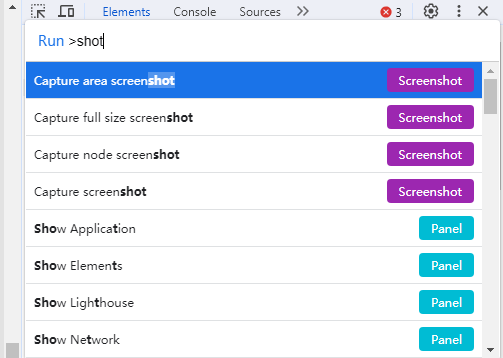 Elements Console Sources >> 3
Run >shot
Capture area screenshot Screenshot
Capture full size screenshot Screenshot
Capture node screenshot Screenshot
Capture screenshot Screenshot
Show Application Panel
Show Elements Panel
Show Lighthouse Panel
Show Network Panel